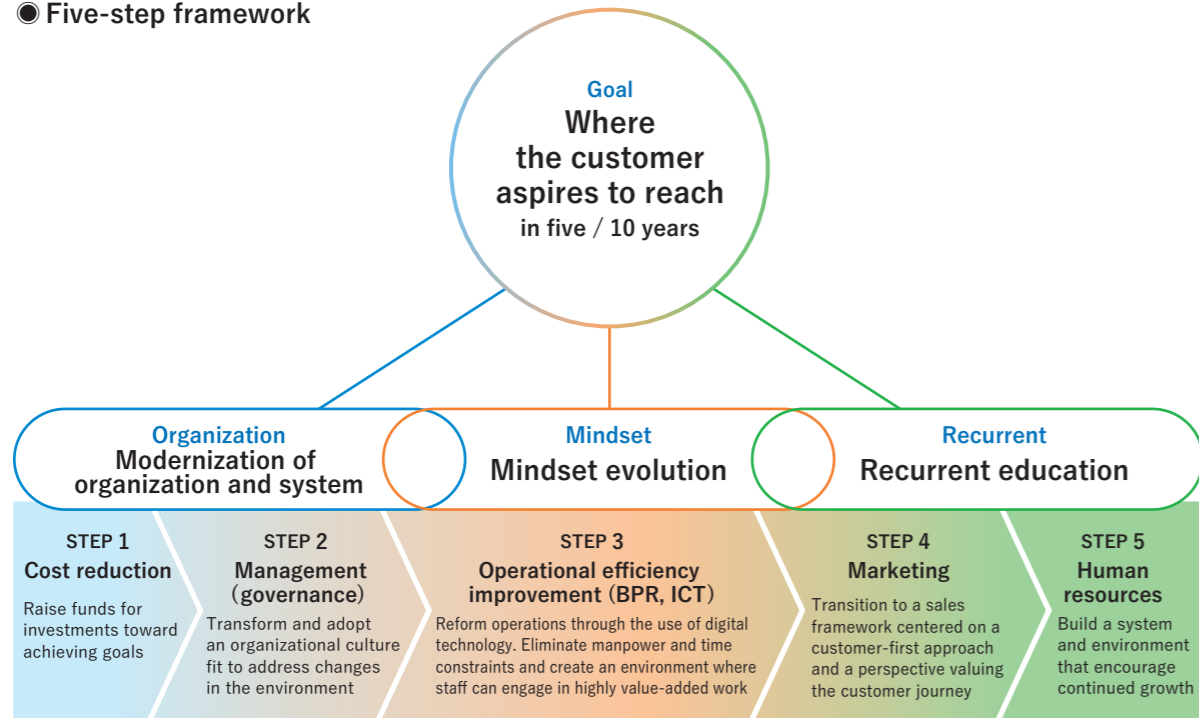 ◉ Five-step framework
Goal
Where
the customer
aspires to reach
in five / 10 years
Organization
Modernization of
organization and system
Mindset
Mindset evolution
Recurrent
Recurrent education
STEP 1
Cost reduction
Raise funds for
investments toward
achieving goals
STEP 2
Management
(governance)
Transform and adopt
an organizational culture
fit to address changes
in the environment
STEP 3
Operational efficiency
improvement (BPR, ICT)
Reform operations through the use of digital
technology. Eliminate manpower and time
constraints and create an environment where
staff can engage in highly value-added work
STEP 4
Marketing
Transition to a sales
framework centered on a
customer-first approach
and a perspective valuing
the customer journey
STEP 5
Human
resources
Build a system
and environment
that encourage
continued growth